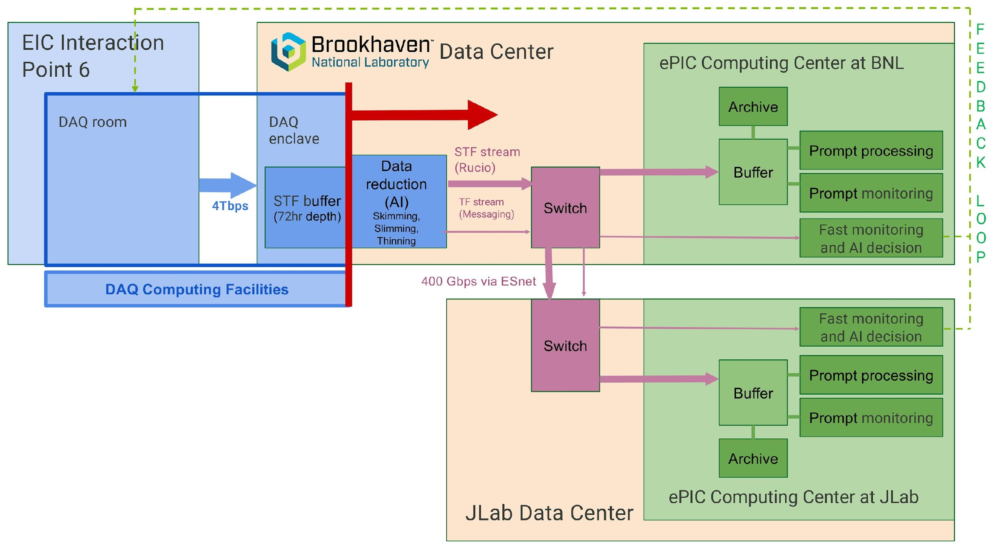 EIC Interaction
Point 6
DAQ room
4Tbps
DAQ Computing Facilities
Brookhaven™
National Laboratory
Data Center
DAQ
enclave
STF buffer
(72hr depth)
Data
reduction
(AI)
Skimming,
Slimming,
Thinning
STF stream
(Rucio)
TF stream
(Messaging)
Switch
400 Gbps via ESnet
ePIC Computing Center at BNL
Archive
Buffer
Prompt processing
Prompt monitoring
Fast monitoring
and AI decision
FEEDBACK LOOP
Switch
Fast monitoring
and AI decision
Prompt processing
Buffer
Prompt monitoring
Archive
ePIC Computing Center at JLab
JLab Data Center